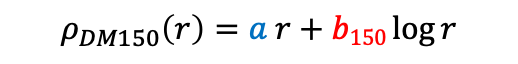 ρ_{DM150}(r) = a r + b_{150} log r